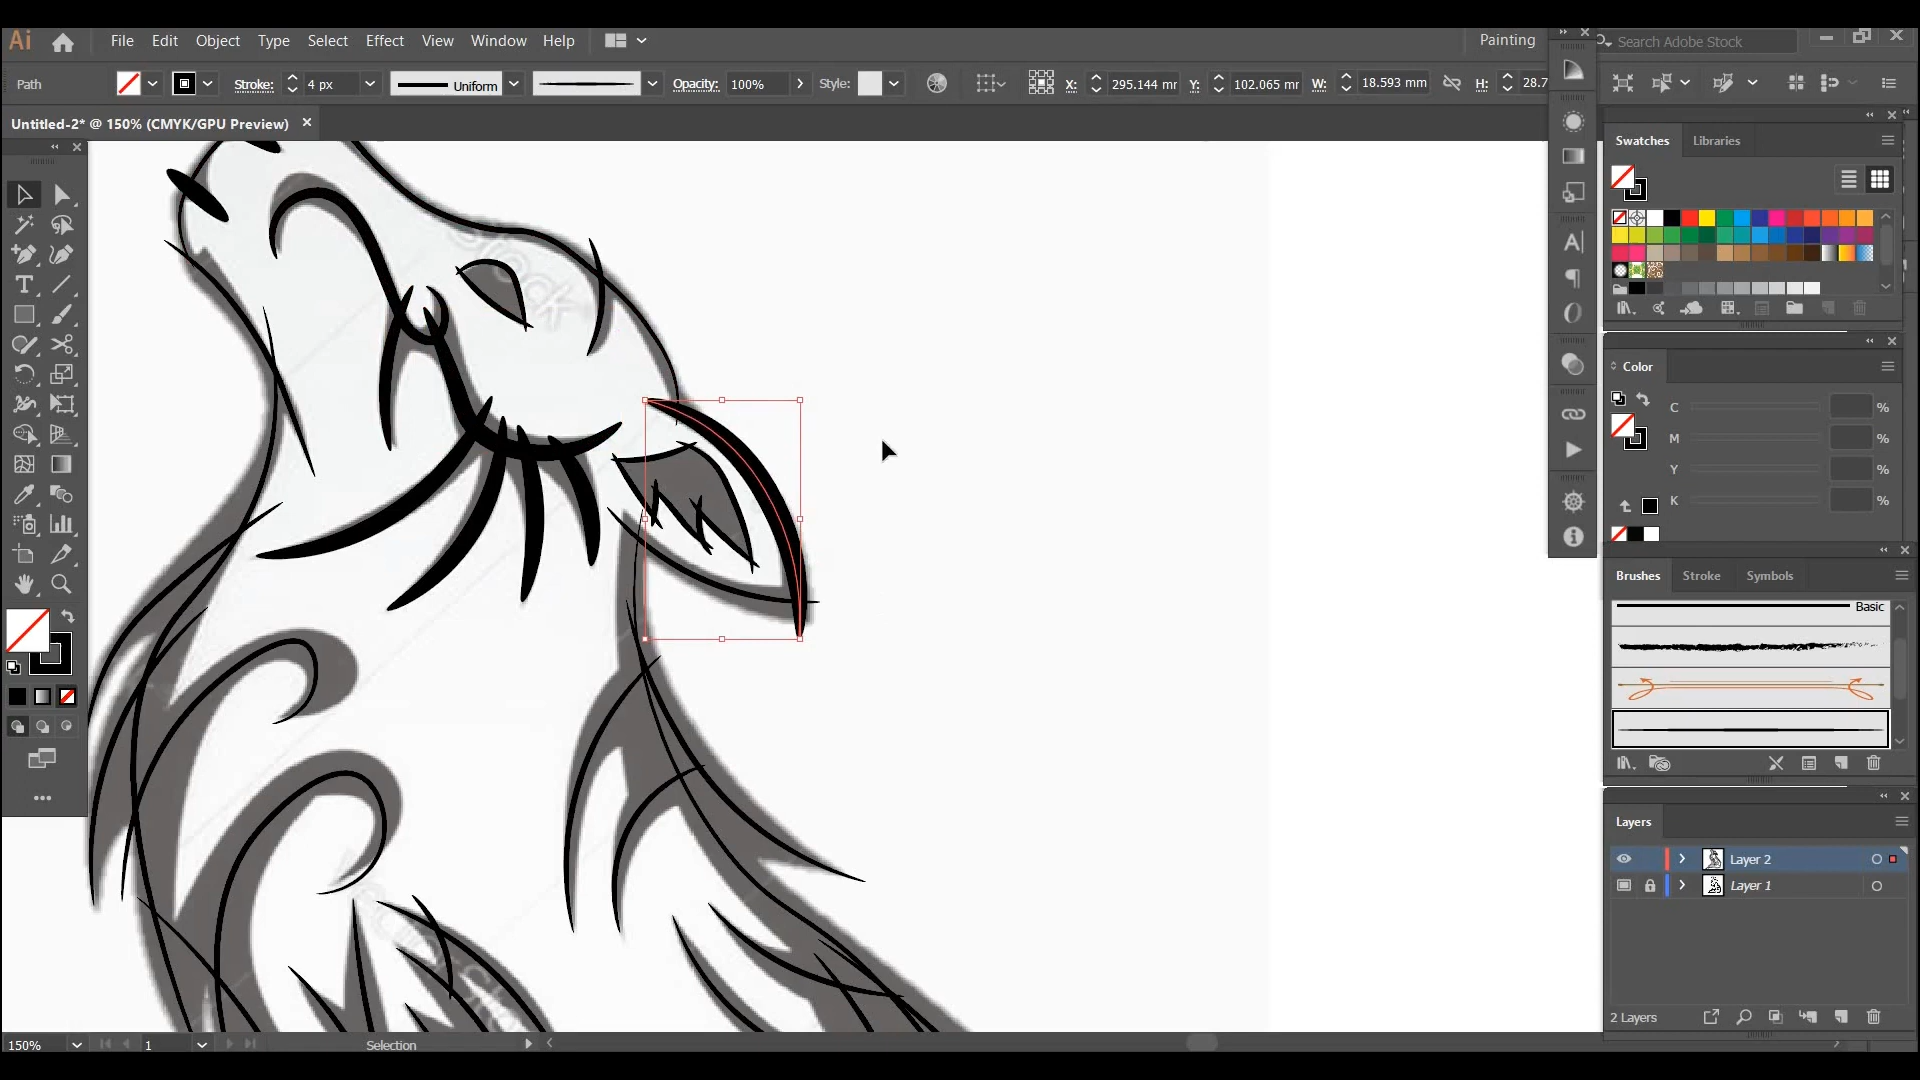 Ai File Edit Object Type Select Effect View Window Help Painting Search Adobe Stock
Path Stroke: 4 px Uniform Opacity: 100% Style: X: 295.144 mr Y: 102.065 mr W: 18.593 mm H: 28.7
Untitled-2* @ 150% (CMYK/GPU Preview)
Swatches Libraries
Color
C %
M %
Y %
K %
Brushes Stroke Symbols
Basic
Layers
Layer 2
Layer 1
2 Layers
150% 1 Selection